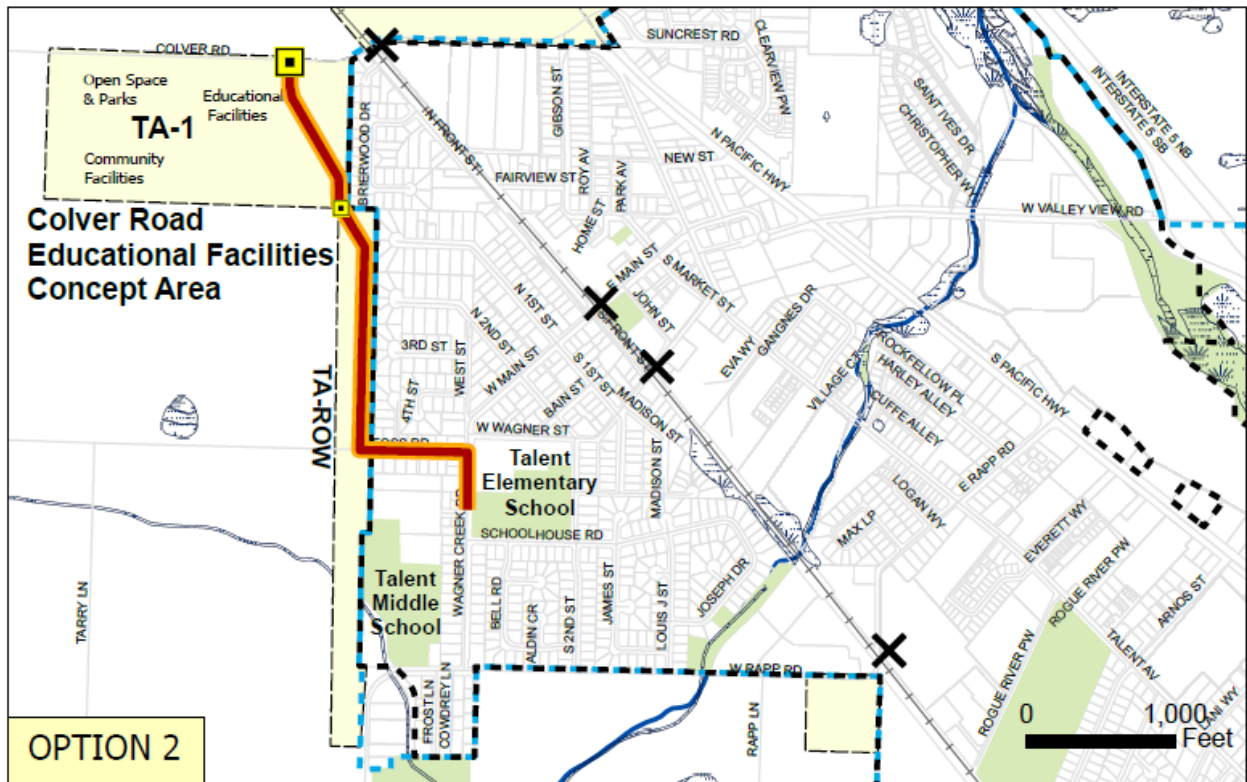 COLVER RD
SUNCREST RD
CLEARVIEW PW
INTERSTATE 5 NB
INTERSTATE 5 SB
Open Space
& Parks
Educational
Facilities
TA-1
Community
Facilities
BRIERWOOD DR
N FRONT ST
GIBSON ST
N PACIFIC HWY
SAINT IVES DR
CHRISTOPHER WY
NEW ST
ROY AV
PARK AV
FAIRVIEW ST
HOME ST
W VALLEY VIEW RD
Colver Road
Educational Facilities
Concept Area
E MAIN ST
S MARKET ST
JOHN ST
N 1ST ST
N 2ND ST
S FRONT ST
GANGNES DR
EVA WY
3RD ST
WEST ST
W MAIN ST
S 1ST ST
VILLAGE CT
ROCKFELLOW PL
HARLEY ALLEY
S PACIFIC HWY
TA-ROW
4TH ST
BAIN ST
MADISON ST
CUFFE ALLEY
W WAGNER ST
RD
E RAPP RD
Talent
Elementary
School
MADISON ST
LOGAN WY
WAGNER CREEK RD
SCHOOLHOUSE RD
MAX LP
EVERETT WY
Talent
Middle
School
TARRY LN
BELL RD
ALDIN CR
S 2ND ST
JAMES ST
LOUIS J ST
JOSEPH DR
ROGUE RIVER PW
ARNOS ST
TALENT AV
W RAPP RD
FROST LN
COWDREY LN
RAPP LN
ROGUE RIVER PW
LANI WY
0 1,000
Feet
OPTION 2